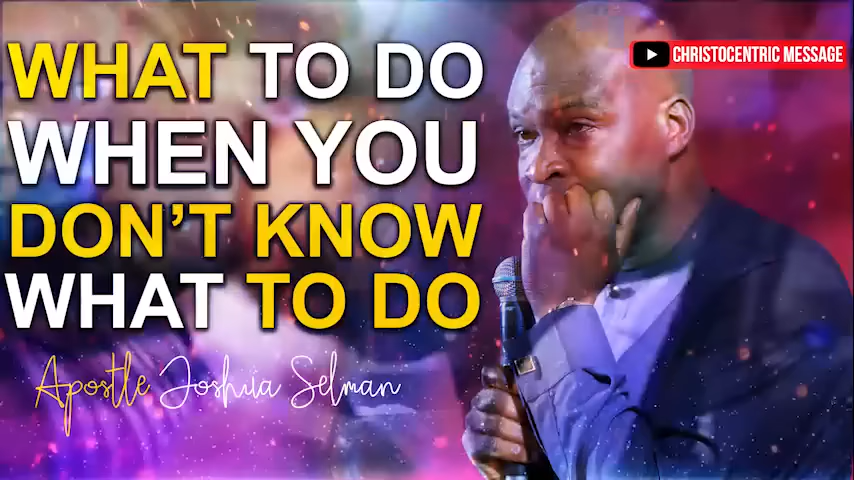 WHAT TO DO
WHEN YOU
DON'T KNOW
WHAT TO DO
Apostle Joshua Selman
CHRISTOCENTRIC MESSAGE